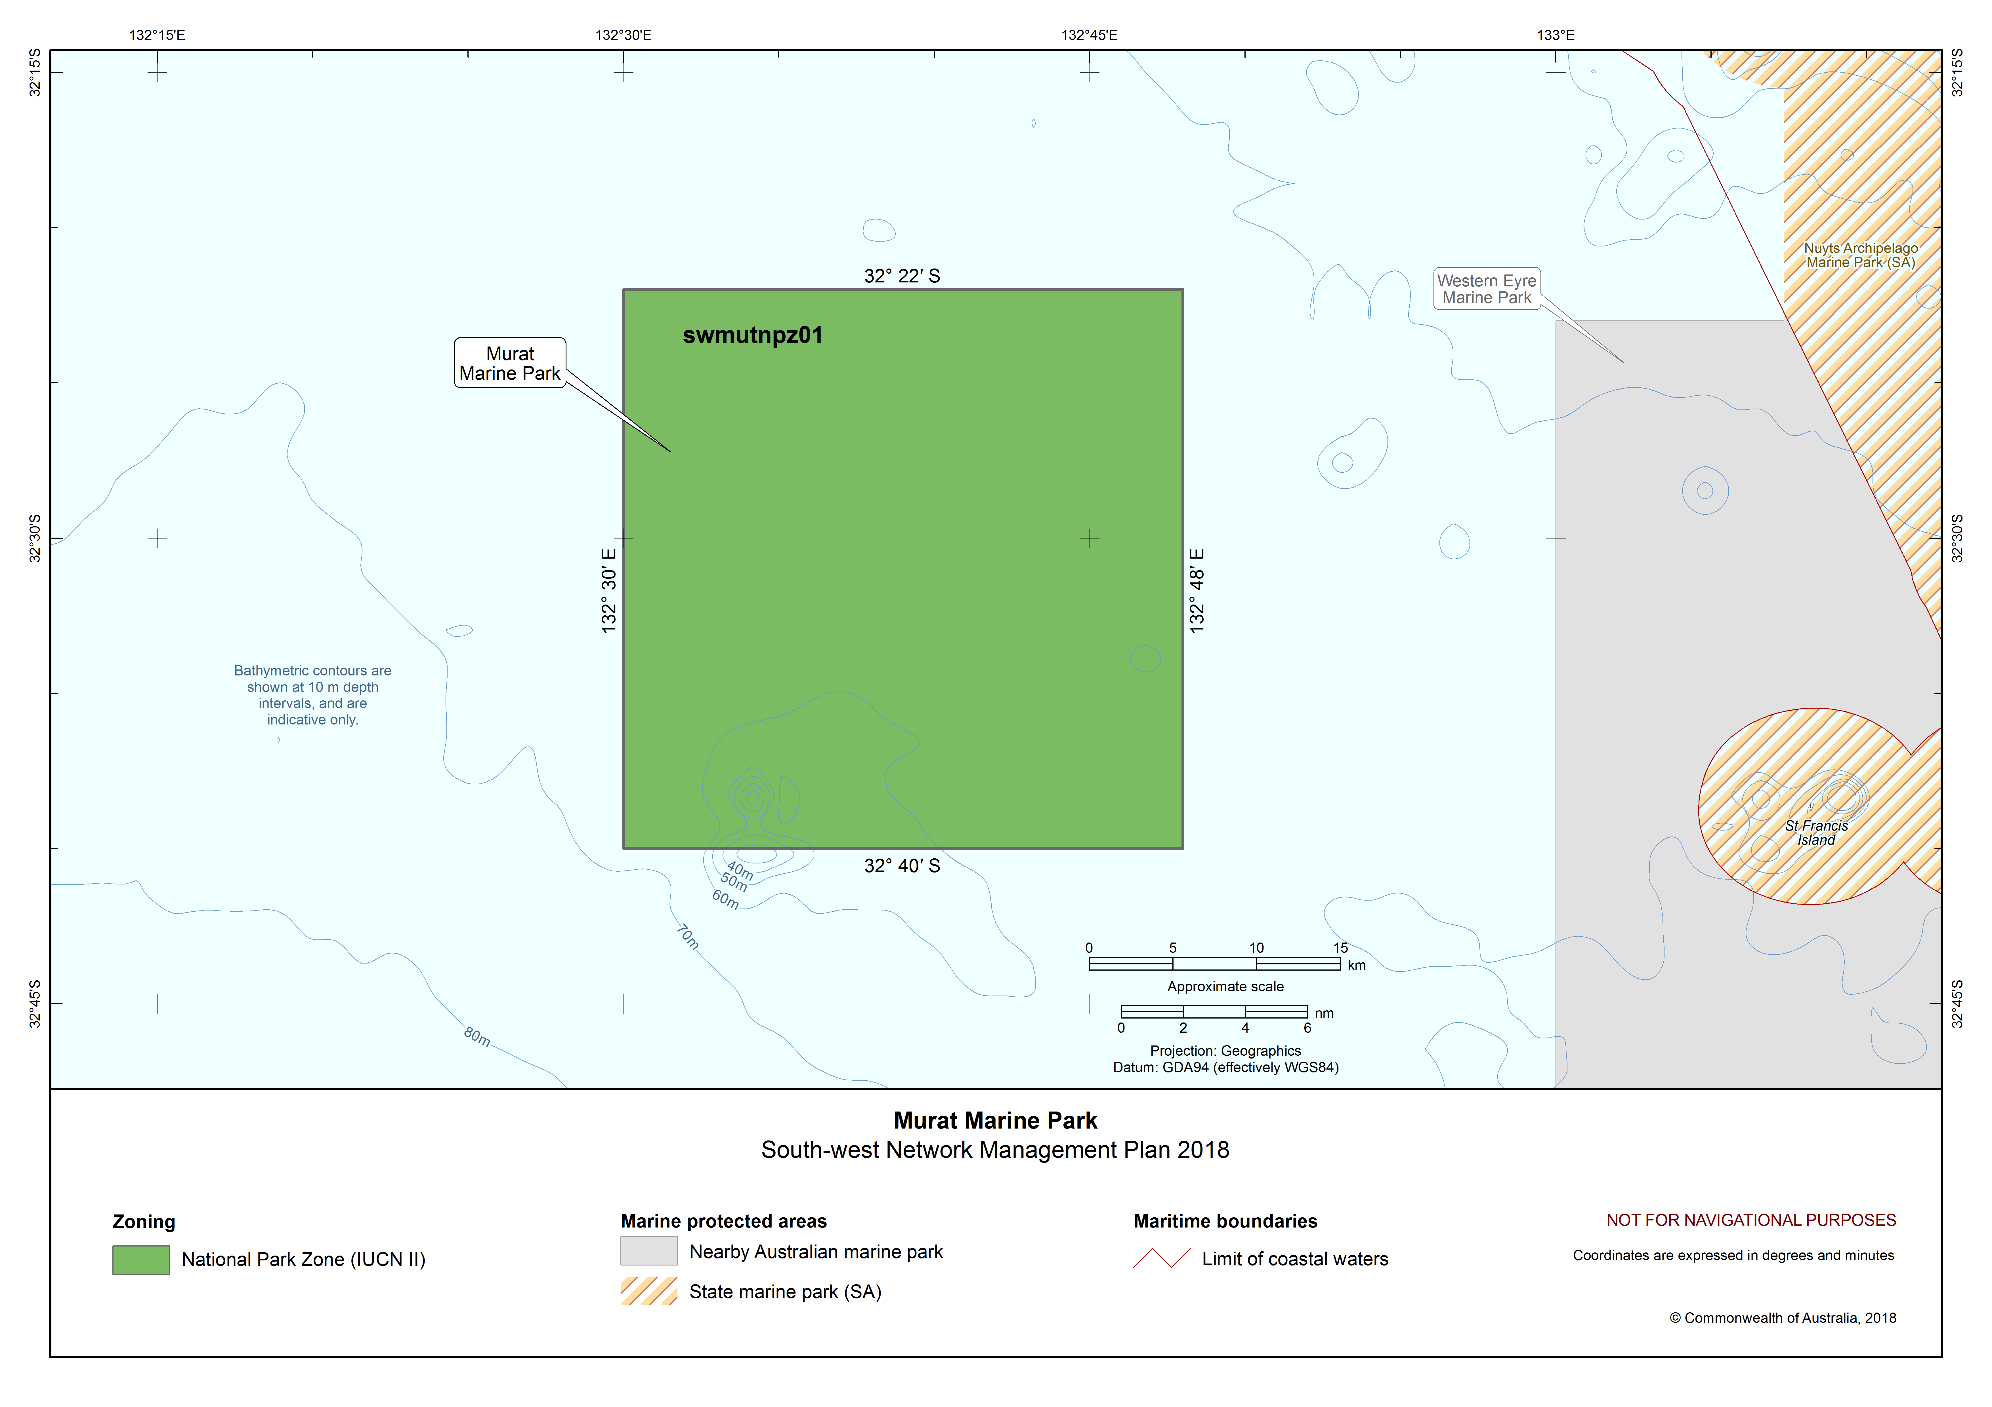 132°15'E
132°30'E
132°45'E
133°E
32°15'S
32°15'S
Nuyts Archipelago
Marine Park (SA)
32° 22' S
Western Eyre
Marine Park
swmutnpz01
Murat
Marine Park
32°30'S
32°30'S
132° 30' E
132° 48' E
Bathymetric contours are
shown at 10 m depth
intervals, and are
indicative only.
St Francis
Island
32° 40' S
40m
50m
60m
70m
80m
0 5 10 15
km
Approximate scale
nm
0 2 4 6
32°45'S
32°45'S
Projection: Geographics
Datum: GDA94 (effectively WGS84)
Murat Marine Park
South-west Network Management Plan 2018
Zoning
National Park Zone (IUCN II)
Marine protected areas
Nearby Australian marine park
State marine park (SA)
Maritime boundaries
Limit of coastal waters
NOT FOR NAVIGATIONAL PURPOSES
Coordinates are expressed in degrees and minutes
© Commonwealth of Australia, 2018